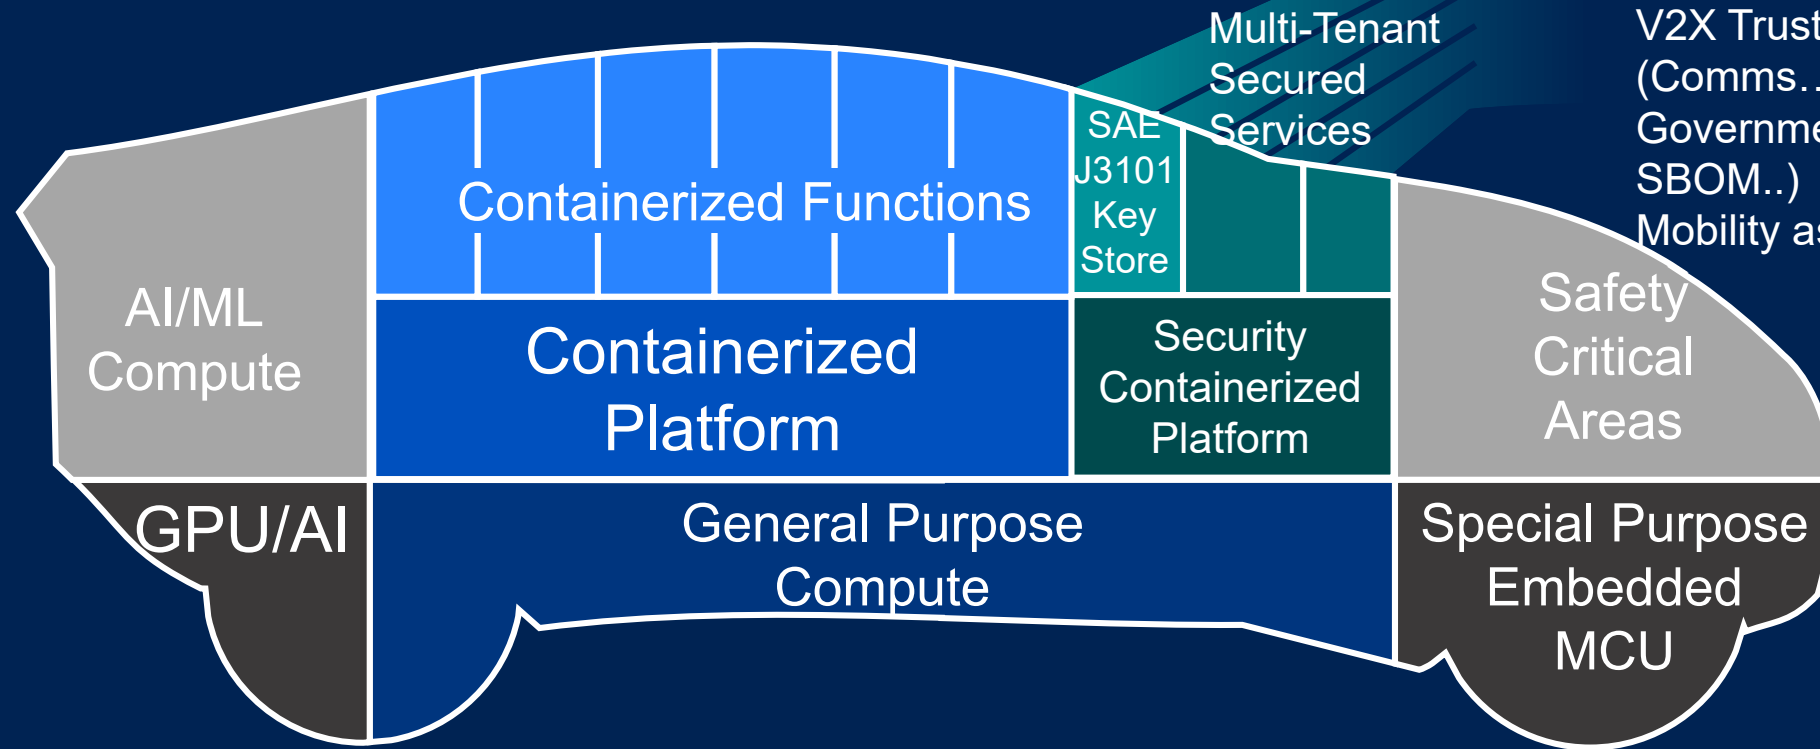 Multi-Tenant
Secured
Services
V2X Trust
(Comms..
Governme
SBOM..)
Mobility as
SAE
J3101
Key
Store
Containerized Functions
AI/ML
Compute
Containerized
Platform
Security
Containerized
Platform
Safety
Critical
Areas
GPU/AI
General Purpose
Compute
Special Purpose
Embedded
MCU